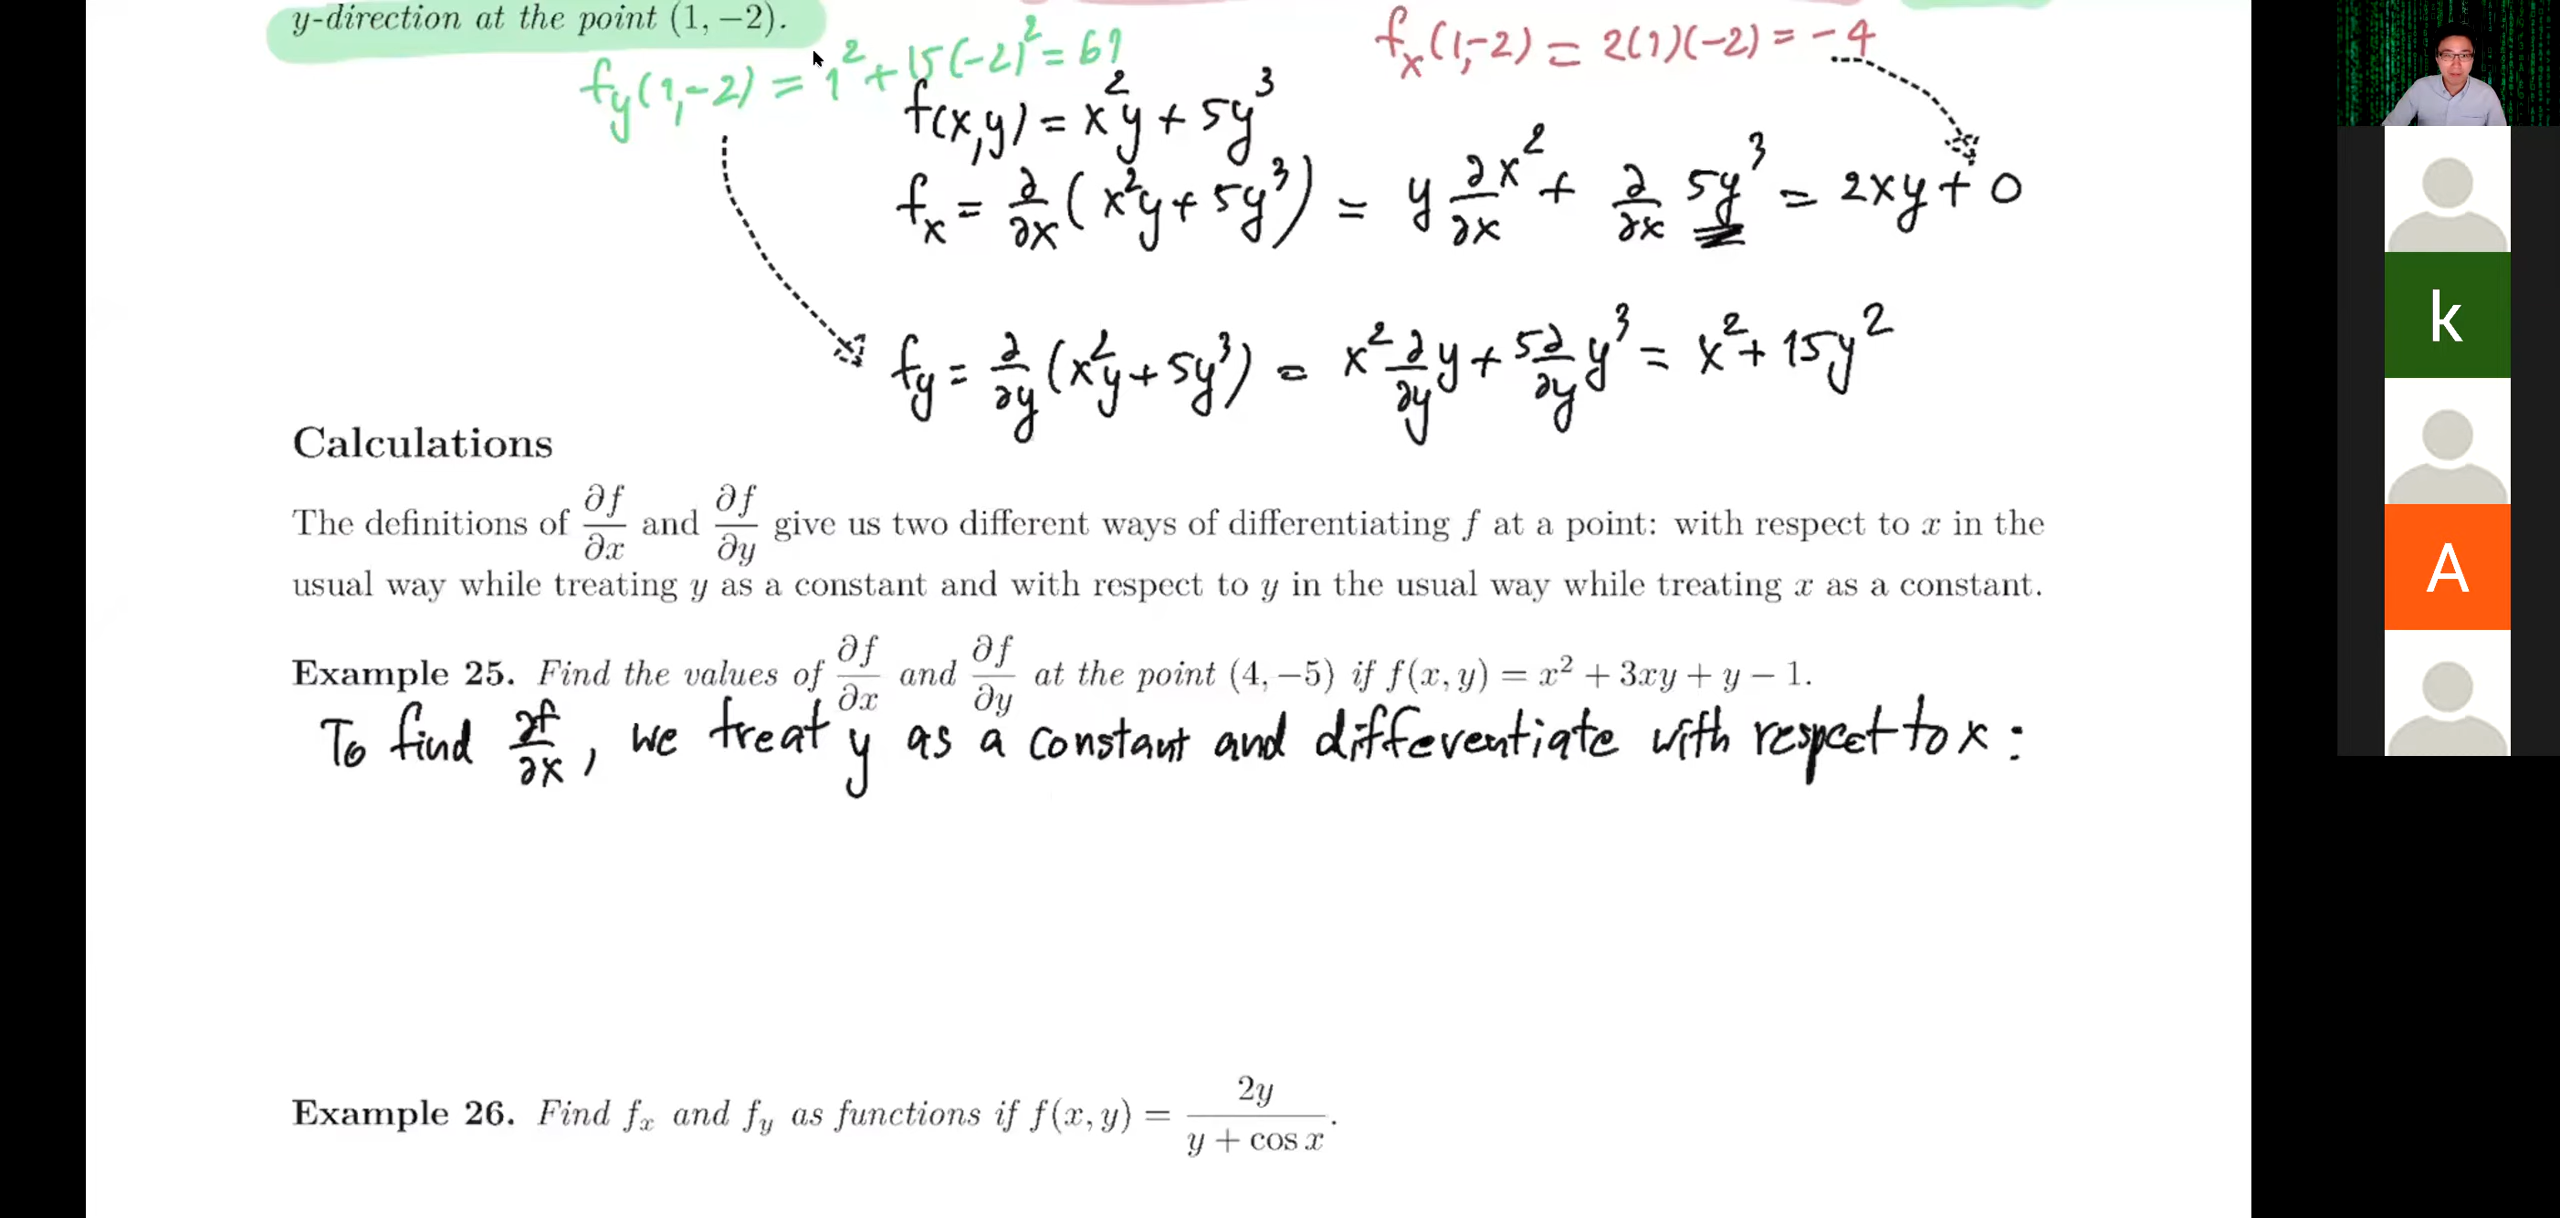 y-direction at the point (1, −2).
f_y(1,-2) = 1² + 15(-2)² = 61
f_x(1,-2) = 2(1)(-2) = -4
f(x,y) = x²y + 5y³
f_x = ∂/∂x (x²y + 5y³) = y ∂x²/∂x + ∂/∂x 5y³ = 2xy + 0
f_y = ∂/∂y (x²y + 5y³) = x² ∂/∂y y + 5 ∂/∂y y³ = x² + 15y²
Calculations
The definitions of ∂f/∂x and ∂f/∂y give us two different ways of differentiating f at a point: with respect to x in the
usual way while treating y as a constant and with respect to y in the usual way while treating x as a constant.
Example 25. Find the values of ∂f/∂x and ∂f/∂y at the point (4, −5) if f(x, y) = x² + 3xy + y − 1.
To find ∂f/∂x, we treat y as a constant and differentiate with respect to x :
Example 26. Find f_x and f_y as functions if f(x, y) = 2y/(y + cos x).
k
A